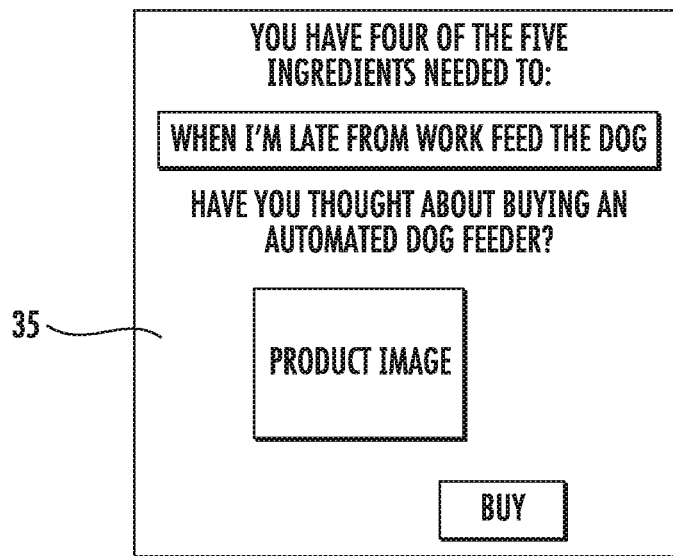 YOU HAVE FOUR OF THE FIVE
INGREDIENTS NEEDED TO:
WHEN I'M LATE FROM WORK FEED THE DOG
HAVE YOU THOUGHT ABOUT BUYING AN
AUTOMATED DOG FEEDER?
35
PRODUCT IMAGE
BUY